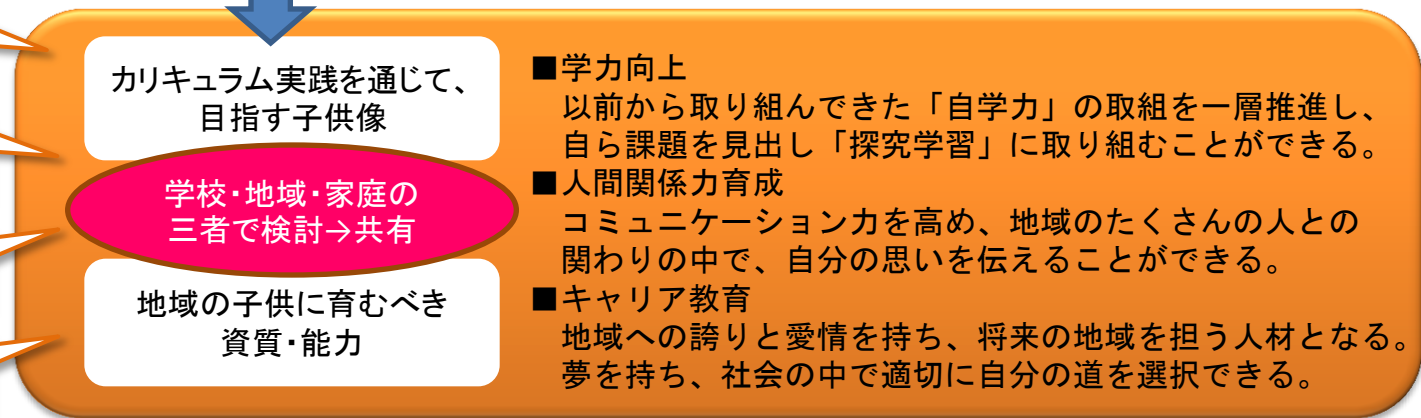 カリキュラム実践を通じて、
目指す子供像
学校・地域・家庭の
三者で検討→共有
地域の子供に育むべき
資質・能力
■学力向上
以前から取り組んできた「自学力」の取組を一層推進し、
自ら課題を見出し「探究学習」に取り組むことができる。
■人間関係力育成
コミュニケーション力を高め、地域のたくさんの人との
関わりの中で、自分の思いを伝えることができる。
■キャリア教育
地域への誇りと愛情を持ち、将来の地域を担う人材となる。
夢を持ち、社会の中で適切に自分の道を選択できる。